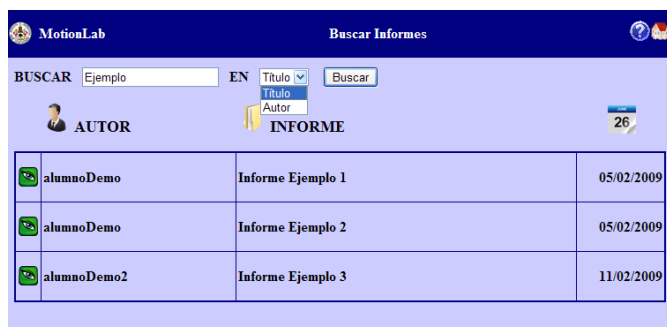 MotionLab Buscar Informes
BUSCAR Ejemplo EN Título Buscar
Título
Autor
AUTOR INFORME 26
alumnoDemo Informe Ejemplo 1 05/02/2009
alumnoDemo Informe Ejemplo 2 05/02/2009
alumnoDemo2 Informe Ejemplo 3 11/02/2009